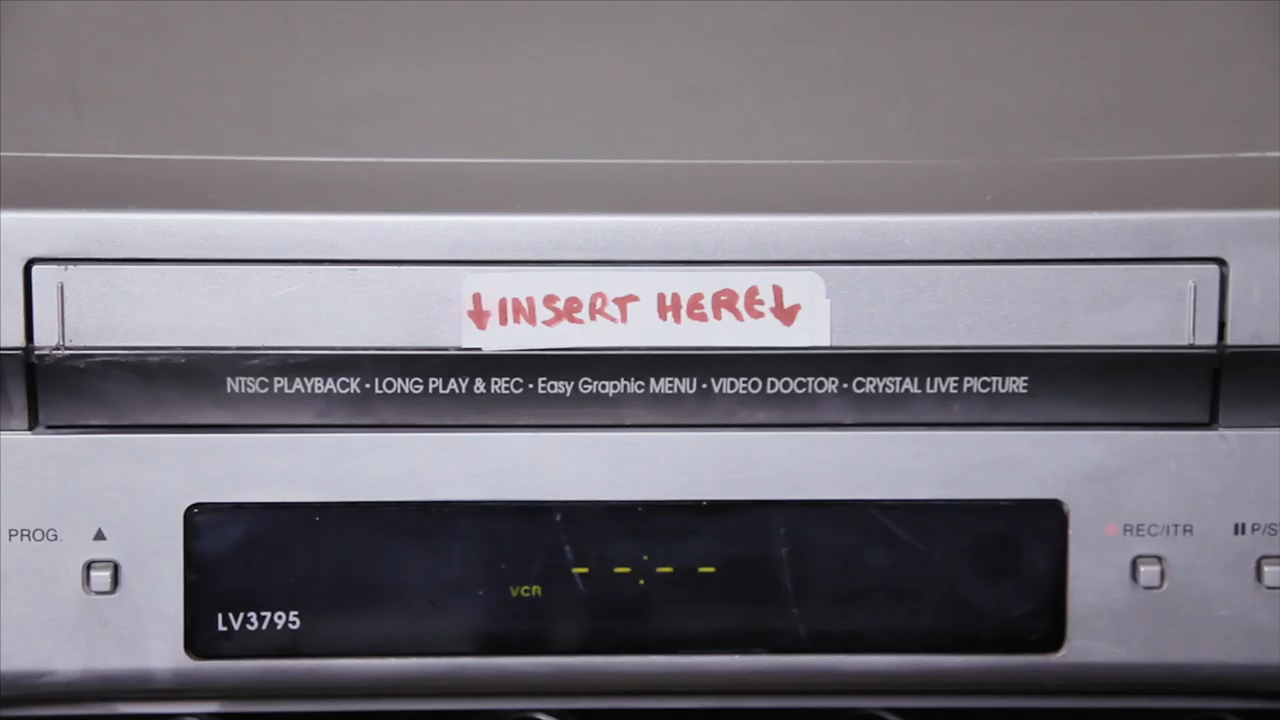 ↓INSERT HERE↓
NTSC PLAYBACK · LONG PLAY & REC · Easy Graphic MENU · VIDEO DOCTOR · CRYSTAL LIVE PICTURE
PROG. ▲
REC/ITR
VCR --:--
LV3795